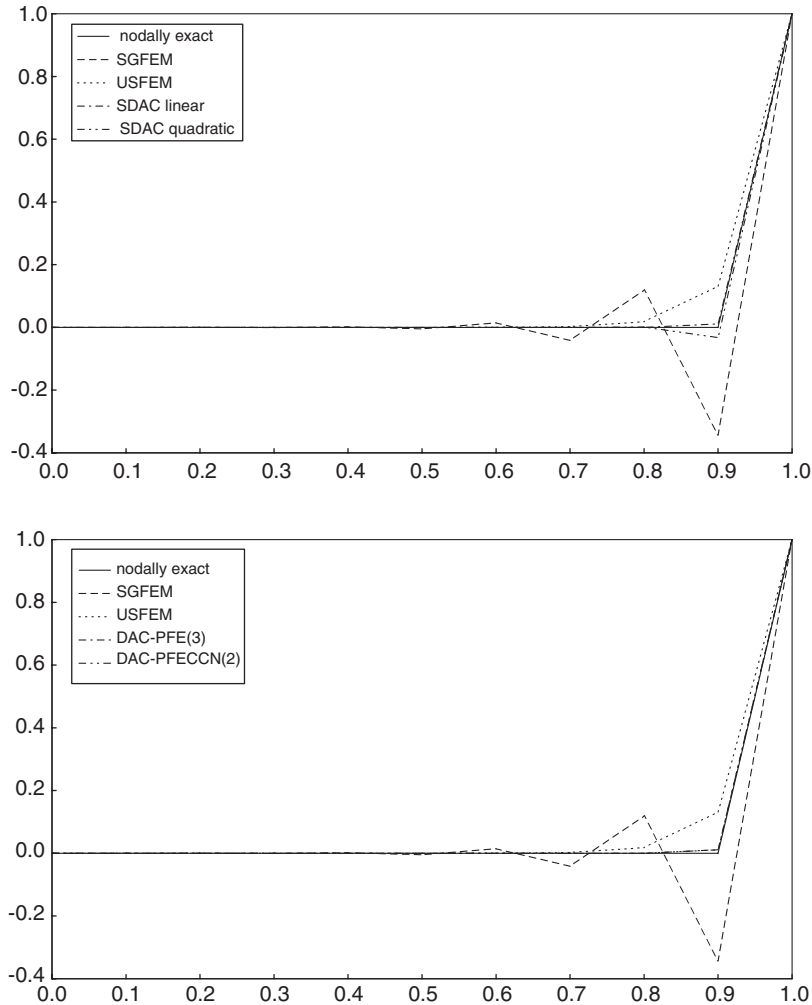 1.0
nodally exact
SGFEM
USFEM
SDAC linear
SDAC quadratic
0.8
0.6
0.4
0.2
0.0
-0.2
-0.4
0.0 0.1 0.2 0.3 0.4 0.5 0.6 0.7 0.8 0.9 1.0
1.0
nodally exact
SGFEM
USFEM
DAC-PFE(3)
DAC-PFECCN(2)
0.8
0.6
0.4
0.2
0.0
-0.2
-0.4
0.0 0.1 0.2 0.3 0.4 0.5 0.6 0.7 0.8 0.9 1.0